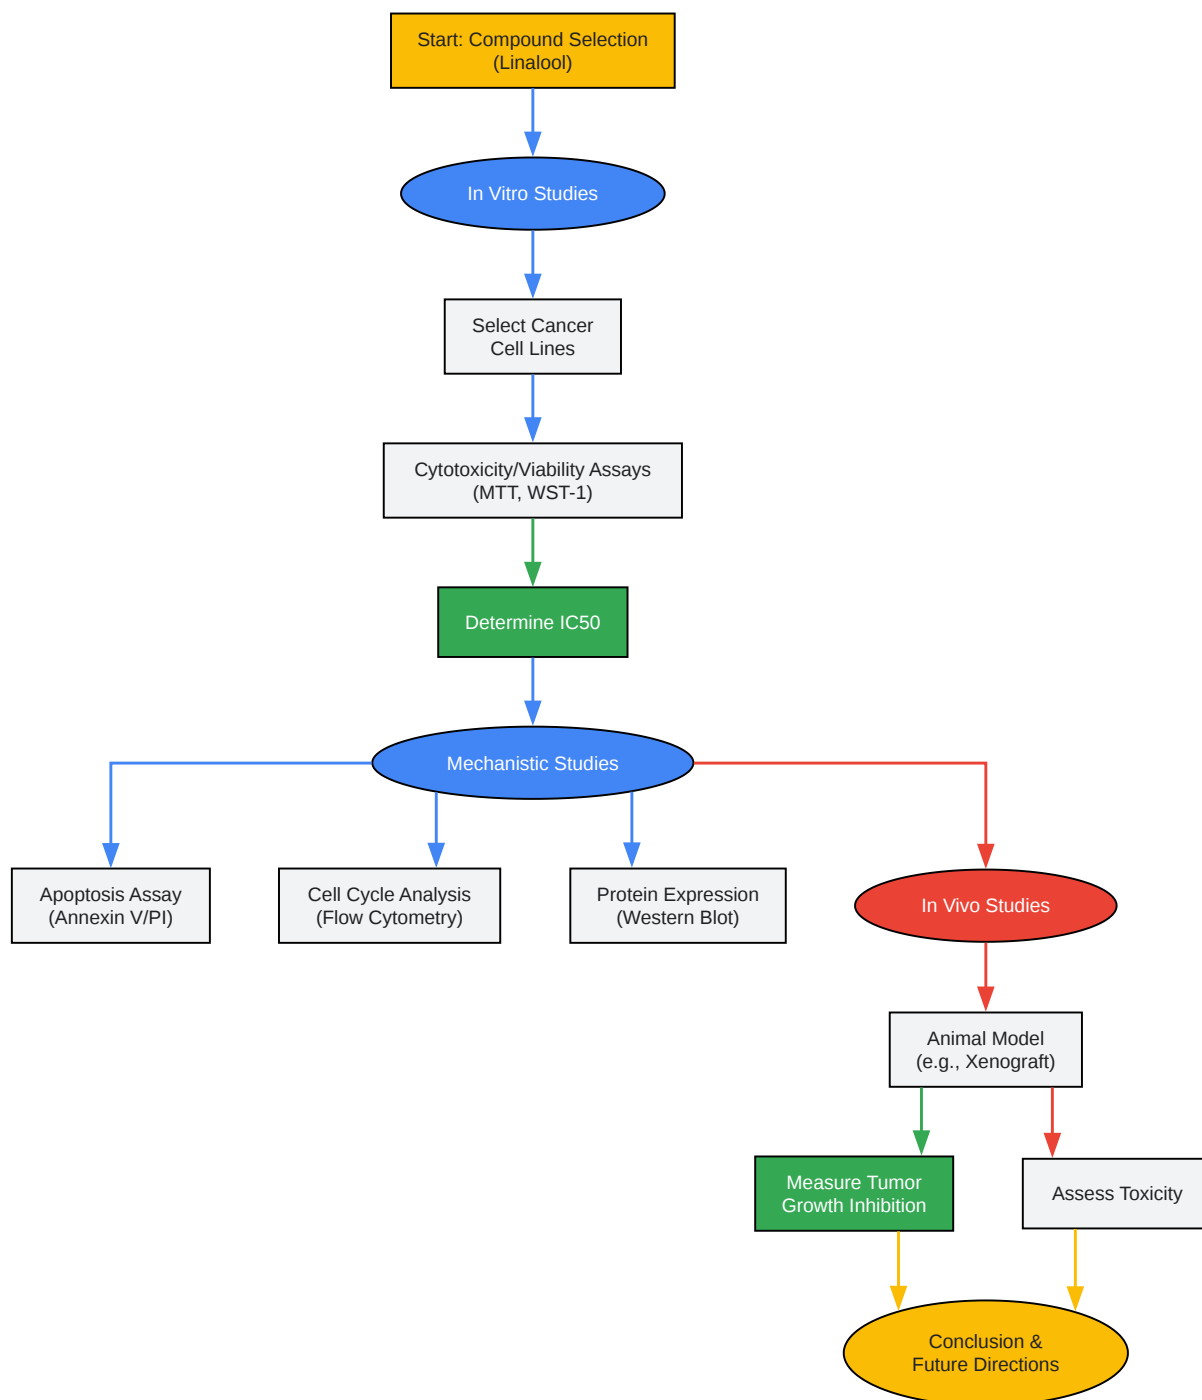 Start: Compound Selection
(Linalool)
In Vitro Studies
Select Cancer
Cell Lines
Cytotoxicity/Viability Assays
(MTT, WST-1)
Determine IC50
Mechanistic Studies
Apoptosis Assay
(Annexin V/PI)
Cell Cycle Analysis
(Flow Cytometry)
Protein Expression
(Western Blot)
In Vivo Studies
Animal Model
(e.g., Xenograft)
Measure Tumor
Growth Inhibition
Assess Toxicity
Conclusion &
Future Directions